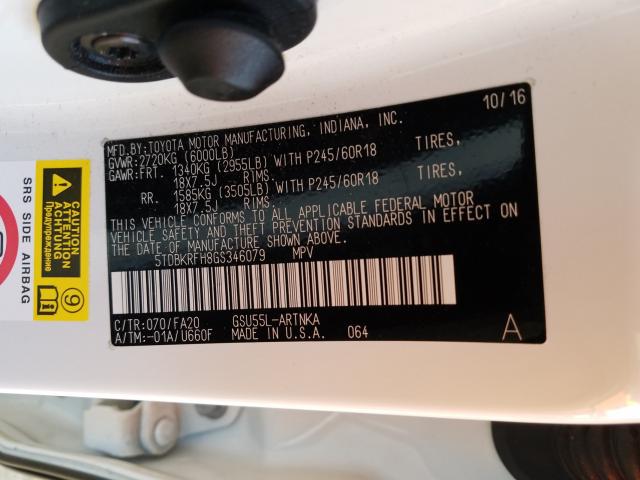 10/16
MFD.BY:TOYOTA MOTOR MANUFACTURING, INDIANA, INC.
GVWR:2720KG (6000LB)
GAWR:FRT. 1340KG (2955LB) WITH P245/60R18 TIRES,
18X7.5J RIMS.
RR. 1585KG (3505LB) WITH P245/60R18 TIRES,
18X7.5J RIMS.
THIS VEHICLE CONFORMS TO ALL APPLICABLE FEDERAL MOTOR
VEHICLE SAFETY AND THEFT PREVENTION STANDARDS IN EFFECT ON
THE DATE OF MANUFACTURE SHOWN ABOVE.
5TDBKRFH9GS346079 MPV
C/TR:070/FA20 GSU55L-ARTNKA
A/TM:-01A/U660F MADE IN U.S.A. 064
A
SRS SIDE AIRBAG
CAUTION
ATTENTION
ACHTUNG
Предупреждение
9